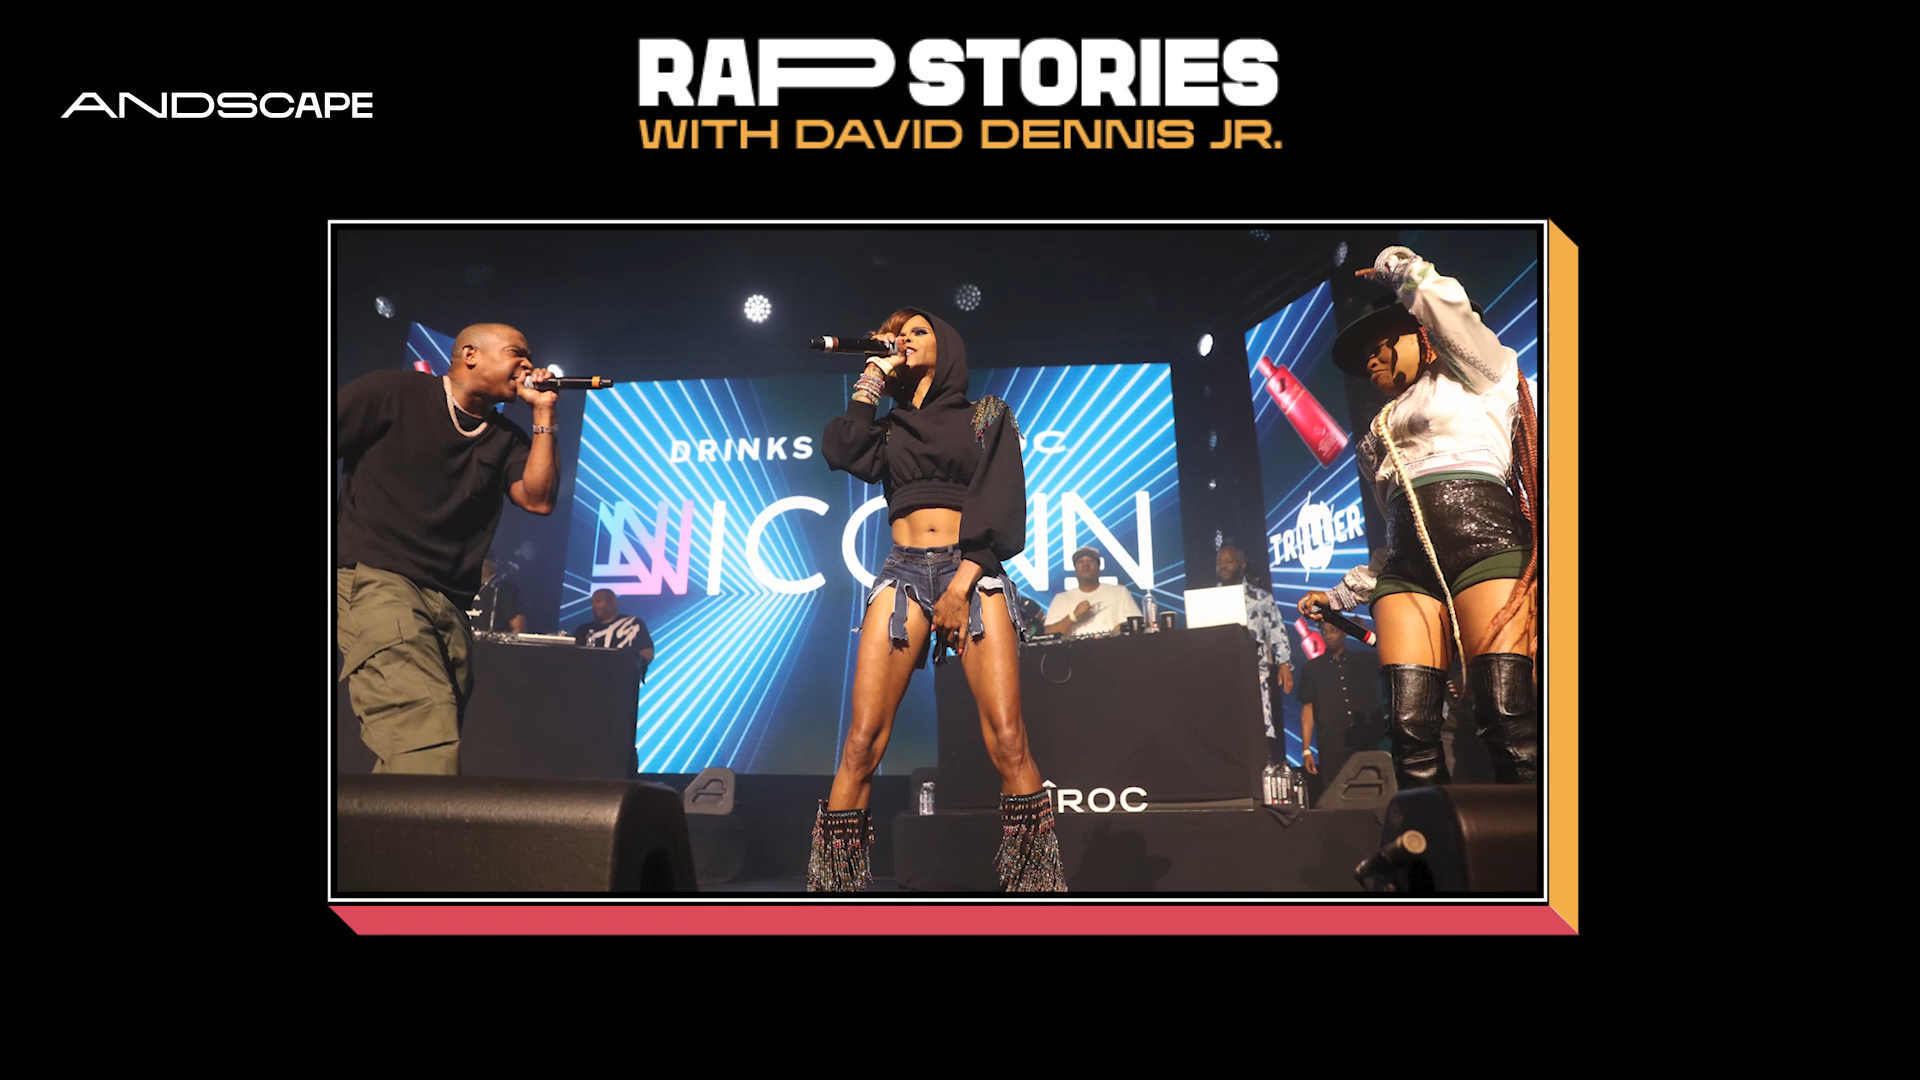 ANDSCAPE
RAP STORIES
WITH DAVID DENNIS JR.
DRINKS
ICONN
TRILLER
ROC